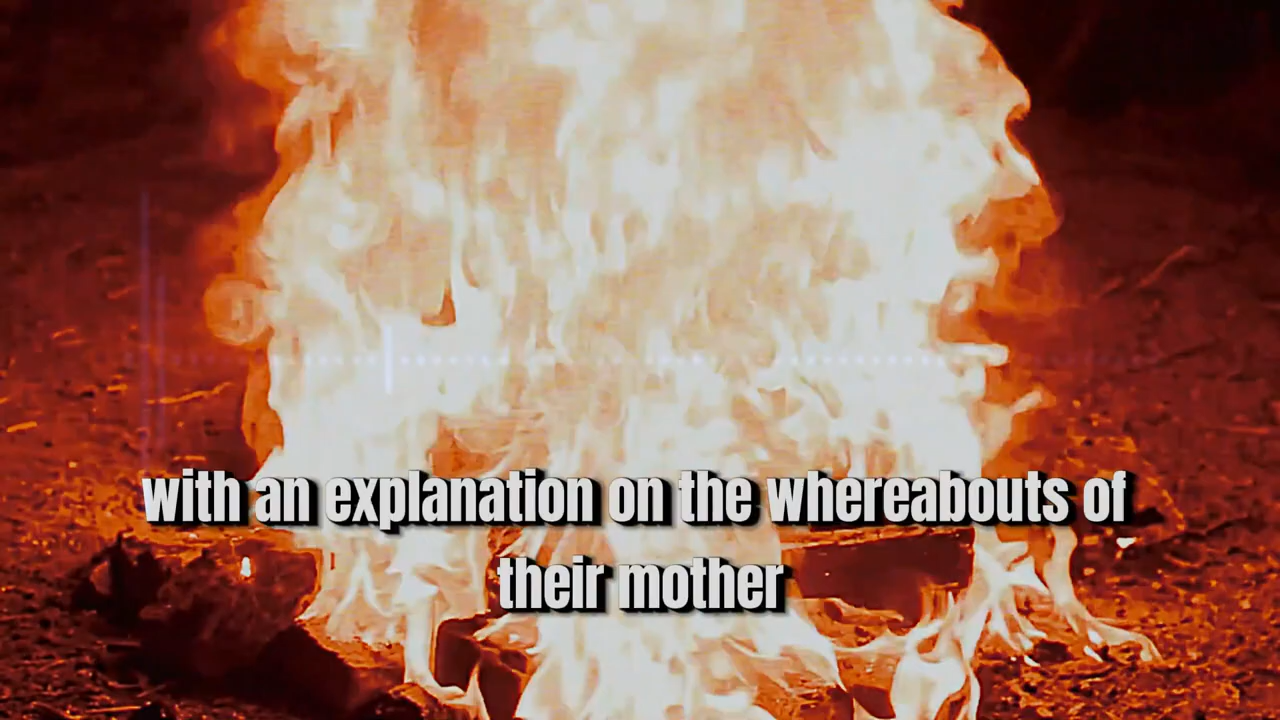 with an explanation on the whereabouts of
their mother